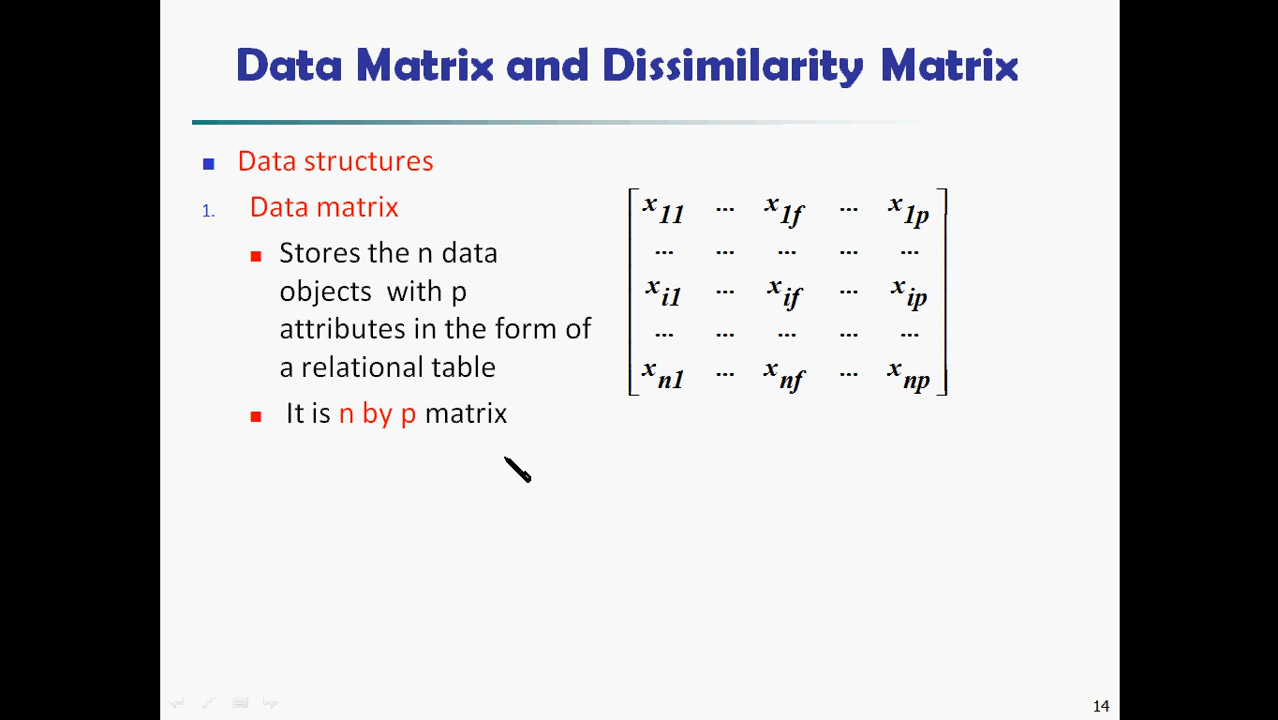 Data Matrix and Dissimilarity Matrix
Data structures
1. Data matrix
Stores the n data
objects with p
attributes in the form of
a relational table
It is n by p matrix
x11 ... x1f ... x1p
... ... ... ... ...
xi1 ... xif ... xip
... ... ... ... ...
xn1 ... xnf ... xnp
14